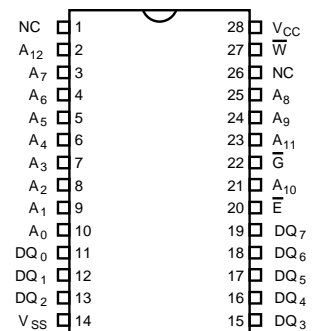 NC 1 28 VCC
A12 2 27 W̅
A7 3 26 NC
A6 4 25 A8
A5 5 24 A9
A4 6 23 A11
A3 7 22 G̅
A2 8 21 A10
A1 9 20 E̅
A0 10 19 DQ7
DQ0 11 18 DQ6
DQ1 12 17 DQ5
DQ2 13 16 DQ4
VSS 14 15 DQ3